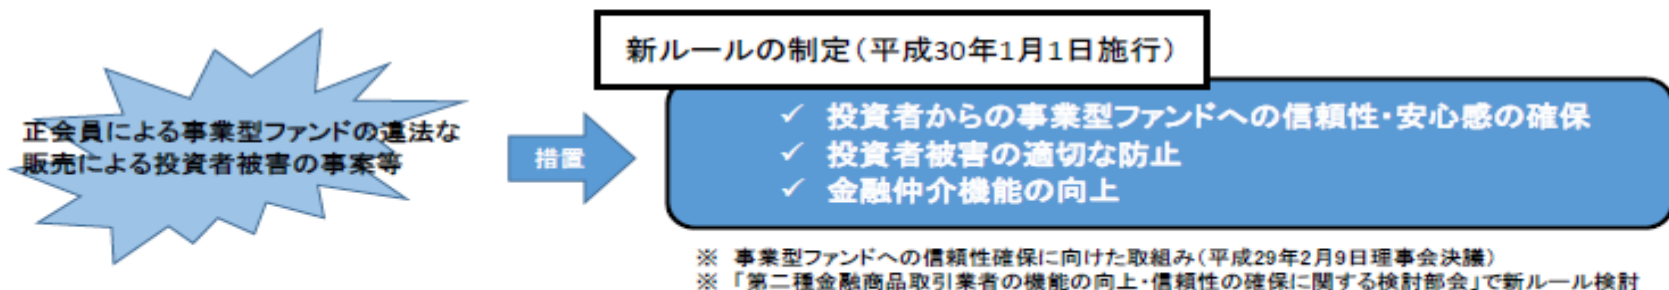 新ルールの制定(平成30年1月1日施行)
正会員による事業型ファンドの違法な
販売による投資者被害の事案等
措置
✓ 投資者からの事業型ファンドへの信頼性・安心感の確保
✓ 投資者被害の適切な防止
✓ 金融仲介機能の向上
※ 事業型ファンドへの信頼性確保に向けた取組み(平成29年2月9日理事会決議)
※ 「第二種金融商品取引業者の機能の向上・信頼性の確保に関する検討部会」で新ルール検討